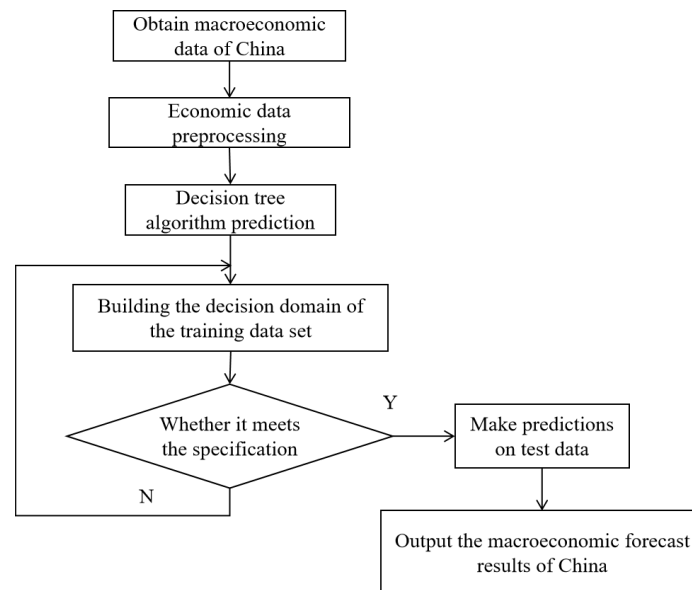 Obtain macroeconomic
data of China
Economic data
preprocessing
Decision tree
algorithm prediction
Building the decision domain of
the training data set
Whether it meets
the specification
Y
N
Make predictions
on test data
Output the macroeconomic forecast
results of China